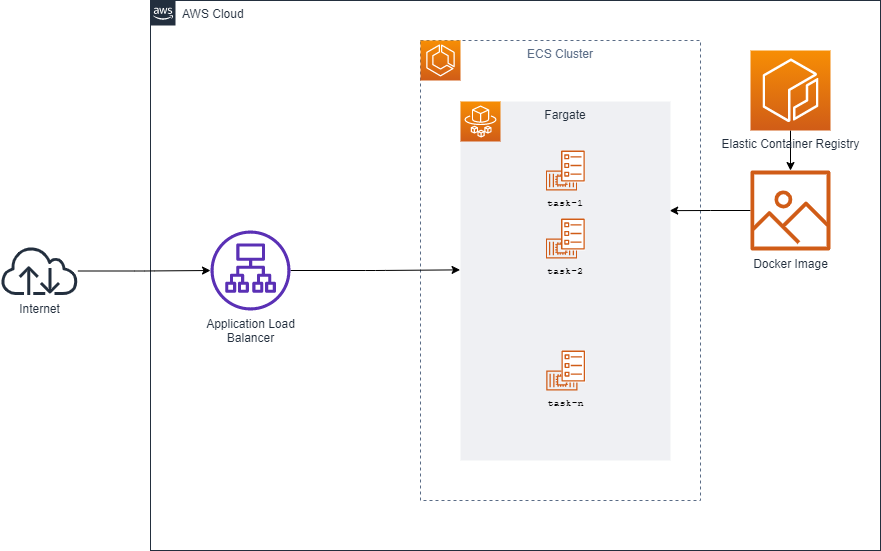 aws
AWS Cloud
ECS Cluster
Fargate
task-1
task-2
task-n
Elastic Container Registry
Docker Image
Internet
Application Load
Balancer